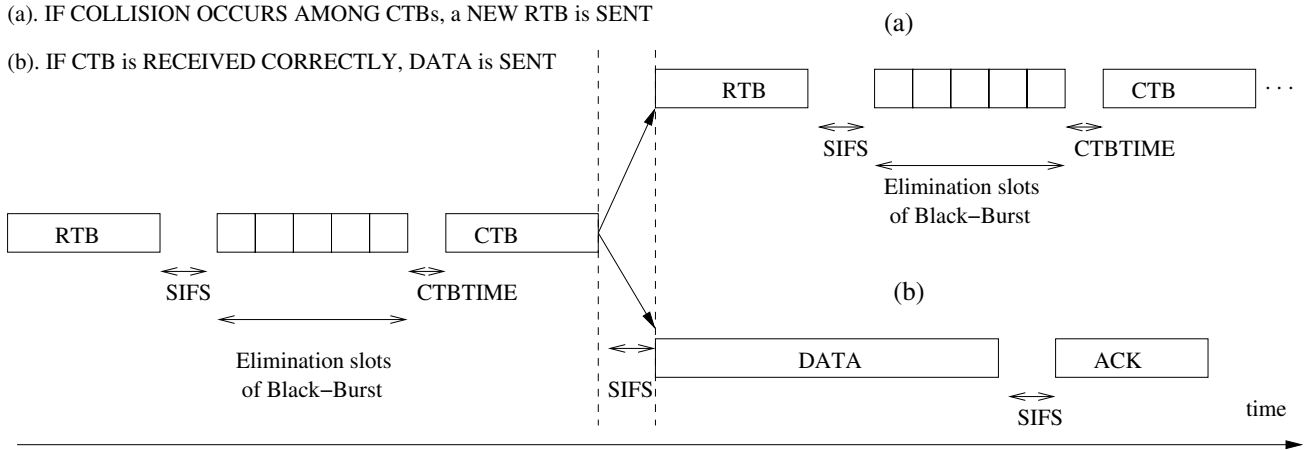 (a). IF COLLISION OCCURS AMONG CTBs, a NEW RTB is SENT
(b). IF CTB is RECEIVED CORRECTLY, DATA is SENT
(a)
RTB
CTB
. . .
SIFS
CTBTIME
Elimination slots
of Black−Burst
RTB
CTB
SIFS
CTBTIME
Elimination slots
of Black−Burst
(b)
DATA
ACK
SIFS
SIFS
time